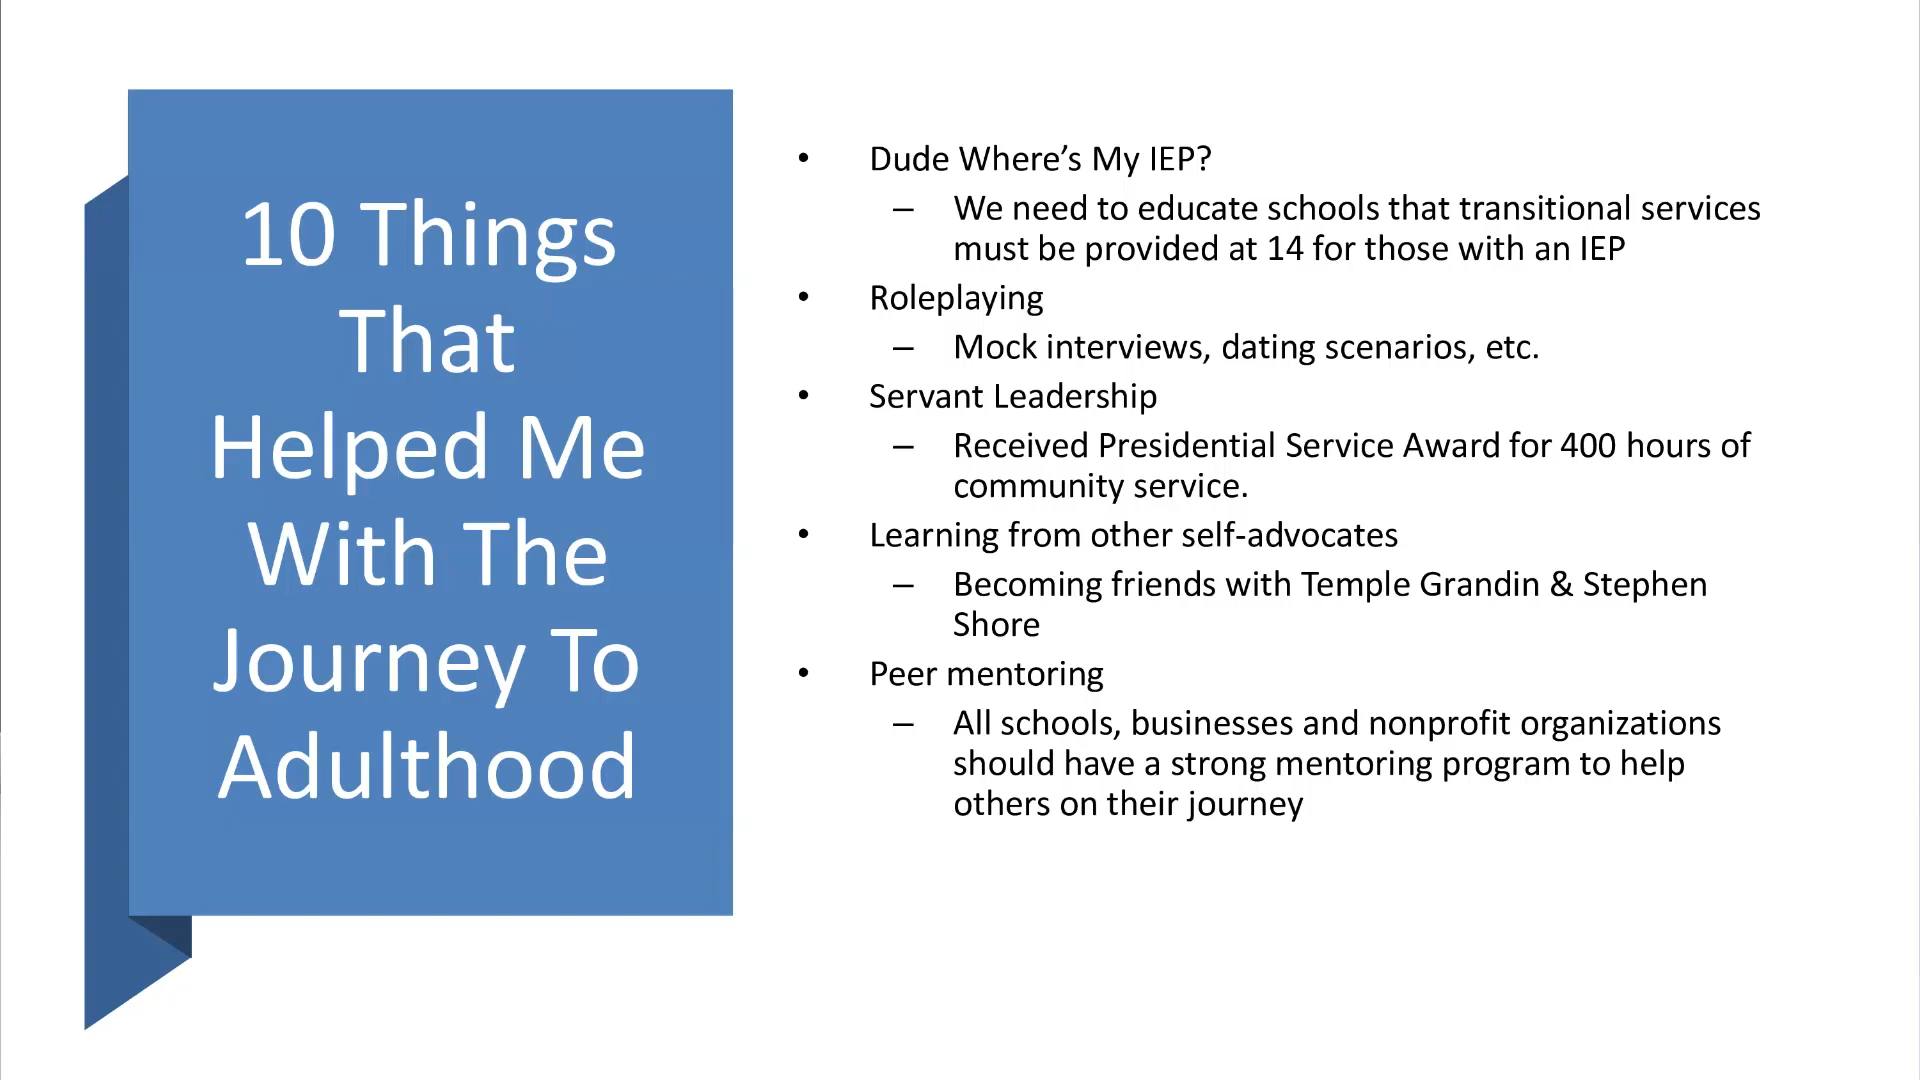 10 Things
That
Helped Me
With The
Journey To
Adulthood
• Dude Where’s My IEP?
– We need to educate schools that transitional services
must be provided at 14 for those with an IEP
• Roleplaying
– Mock interviews, dating scenarios, etc.
• Servant Leadership
– Received Presidential Service Award for 400 hours of
community service.
• Learning from other self-advocates
– Becoming friends with Temple Grandin & Stephen
Shore
• Peer mentoring
– All schools, businesses and nonprofit organizations
should have a strong mentoring program to help
others on their journey